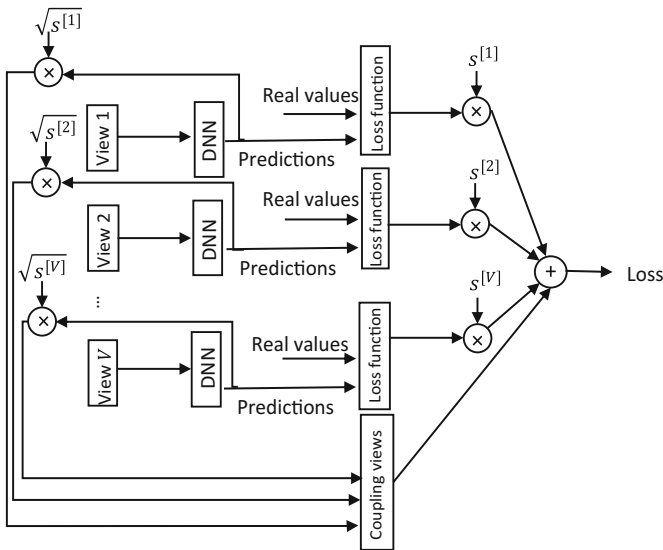 √s^[1]
s^[1]
Real values
Loss function
View 1
DNN
Predictions
√s^[2]
s^[2]
Real values
Loss function
View 2
DNN
Predictions
+
Loss
√s^[V]
s^[V]
...
Real values
Loss function
View V
DNN
Predictions
Coupling views